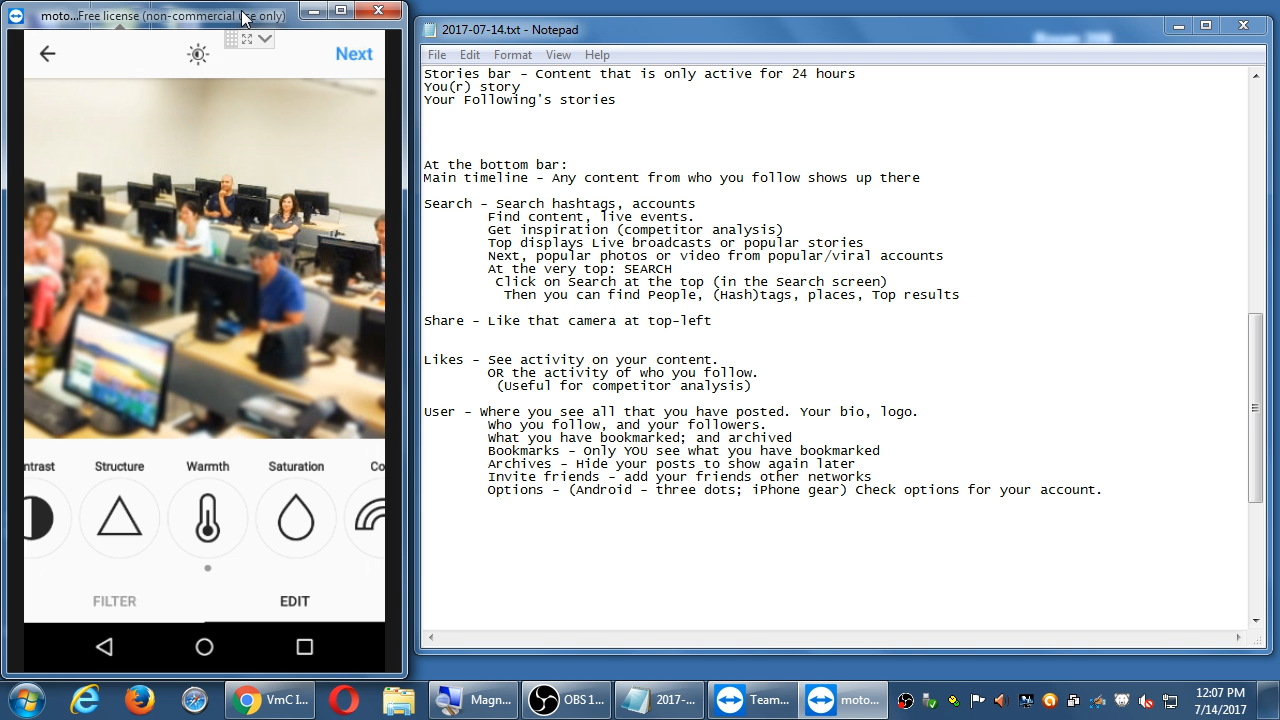 moto...Free license (non-commercial use only)
Next
ntrast
Structure
Warmth
Saturation
Co
FILTER
EDIT
2017-07-14.txt - Notepad
File Edit Format View Help
Stories bar - Content that is only active for 24 hours
You(r) story
Your Following's stories
At the bottom bar:
Main timeline - Any content from who you follow shows up there
Search - Search hashtags, accounts
Find content, live events.
Get inspiration (competitor analysis)
Top displays Live broadcasts or popular stories
Next, popular photos or video from popular/viral accounts
At the very top: SEARCH
Click on Search at the top (in the Search screen)
Then you can find People, (Hash)tags, places, Top results
Share - Like that camera at top-left
Likes - See activity on your content.
OR the activity of who you follow.
(Useful for competitor analysis)
User - Where you see all that you have posted. Your bio, logo.
Who you follow, and your followers.
What you have bookmarked; and archived
Bookmarks - Only YOU see what you have bookmarked
Archives - Hide your posts to show again later
Invite friends - add your friends other networks
Options - (Android - three dots; iPhone gear) Check options for your account.
VmC I...
Magn...
OBS 1...
2017-...
Team...
moto...
12:07 PM
7/14/2017